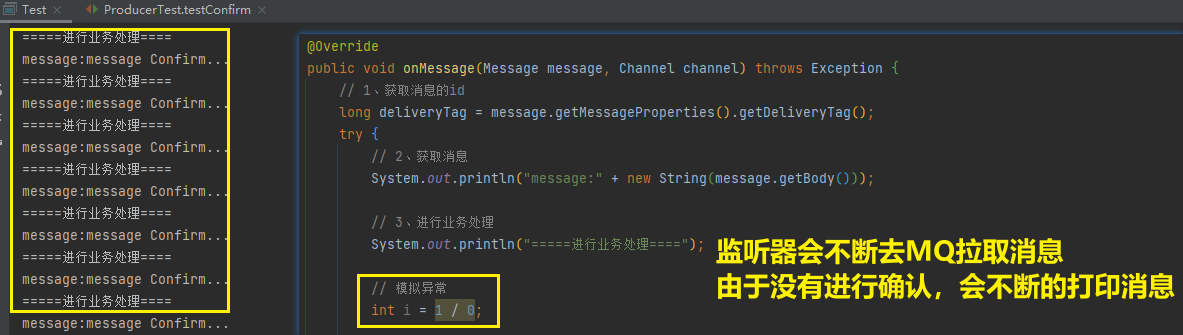 Test
ProducerTest.testConfirm
=====进行业务处理====
message:message Confirm...
=====进行业务处理====
message:message Confirm...
=====进行业务处理====
message:message Confirm...
=====进行业务处理====
message:message Confirm...
=====进行业务处理====
message:message Confirm...
=====进行业务处理====
message:message Confirm...
=====进行业务处理====
message:message Confirm...
@Override
public void onMessage(Message message, Channel channel) throws Exception {
// 1、获取消息的id
long deliveryTag = message.getMessageProperties().getDeliveryTag();
try {
// 2、获取消息
System.out.println("message:" + new String(message.getBody()));
// 3、进行业务处理
System.out.println("=====进行业务处理====");
// 模拟异常
int i = 1 / 0;
监听器会不断去MQ拉取消息
由于没有进行确认，会不断的打印消息